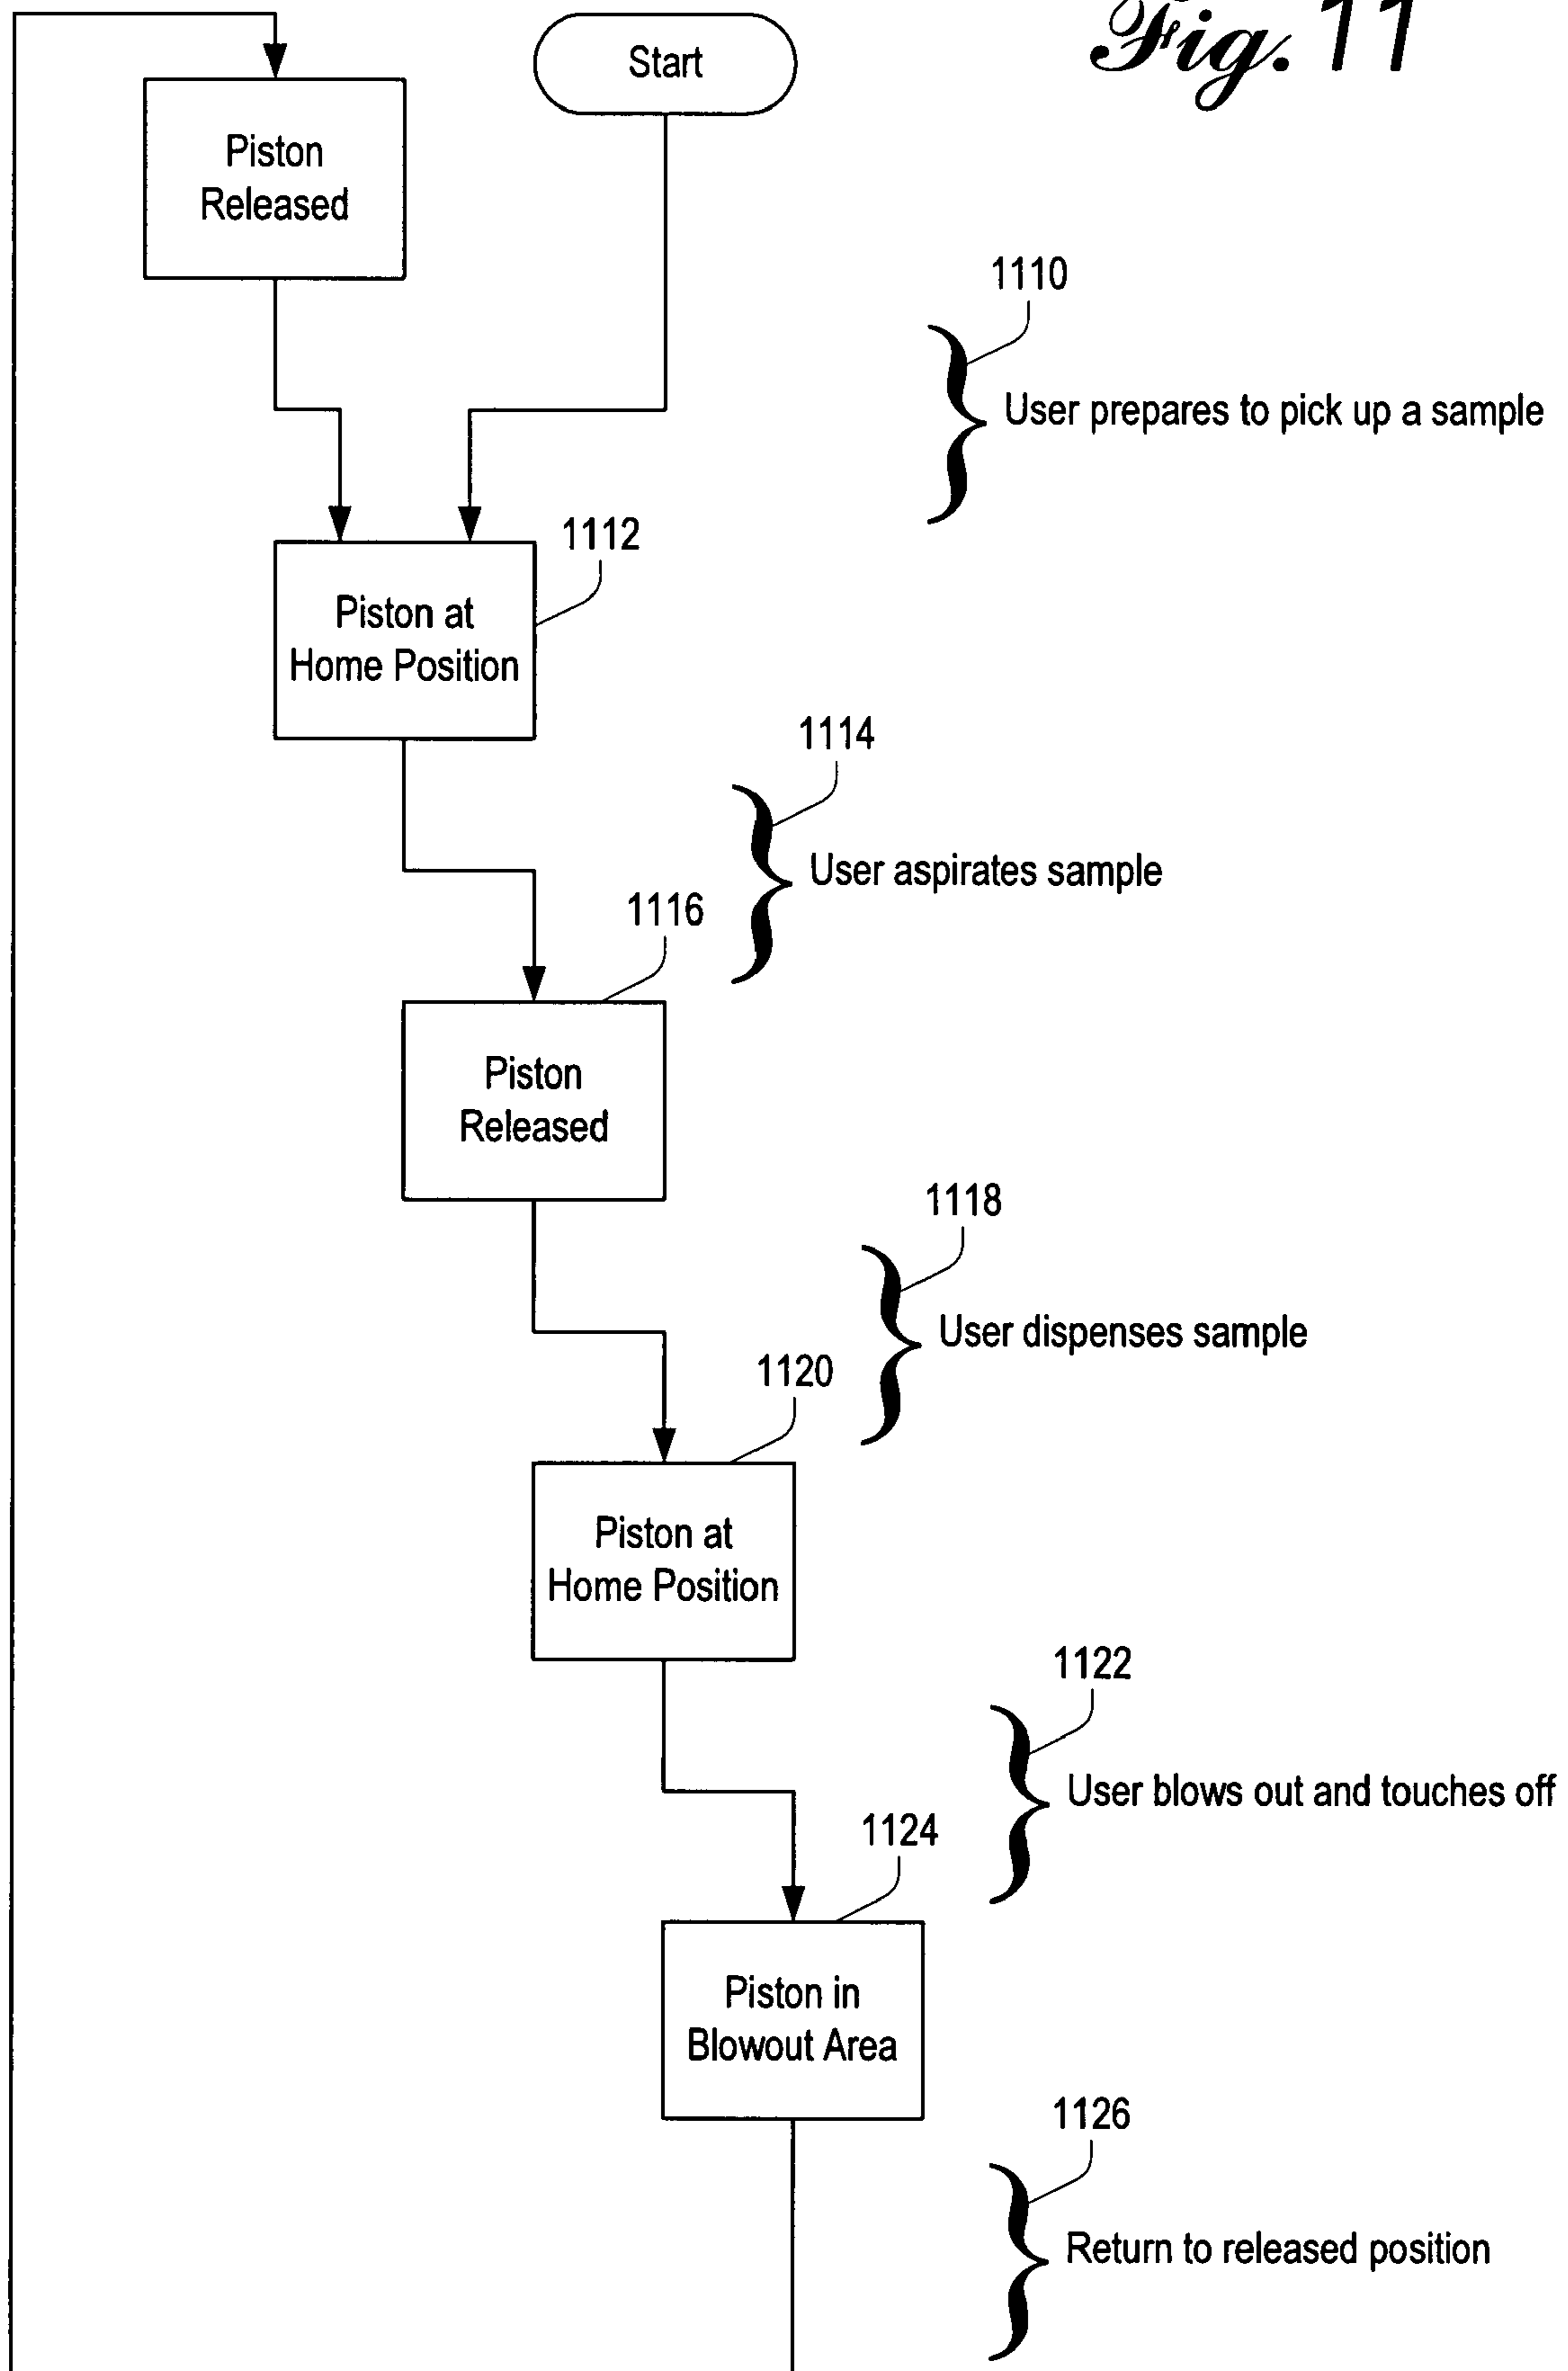 Fig. 11
Start
Piston
Released
1110
User prepares to pick up a sample
1112
Piston at
Home Position
1114
User aspirates sample
1116
Piston
Released
1118
User dispenses sample
1120
Piston at
Home Position
1122
User blows out and touches off
1124
Piston in
Blowout Area
1126
Return to released position